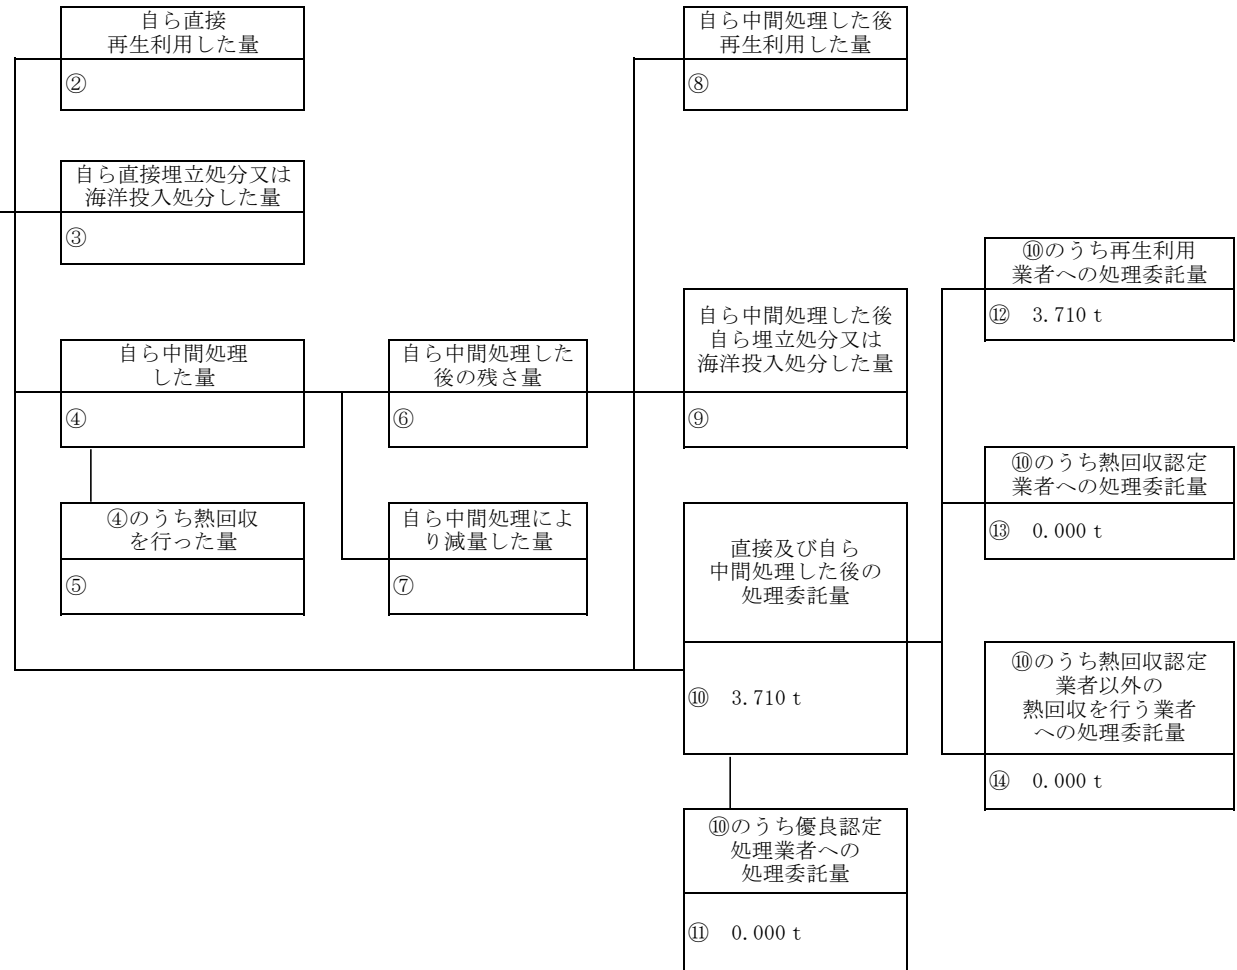 自ら直接
再生利用した量
②
自ら中間処理した後
再生利用した量
⑧
自ら直接埋立処分又は
海洋投入処分した量
③
⑩のうち再生利用
業者への処理委託量
⑫ 3.710 t
自ら中間処理
した量
④
自ら中間処理した
後の残さ量
⑥
自ら中間処理した後
自ら埋立処分又は
海洋投入処分した量
⑨
⑩のうち熱回収認定
業者への処理委託量
⑬ 0.000 t
④のうち熱回収
を行った量
⑤
自ら中間処理によ
り減量した量
⑦
直接及び自ら
中間処理した後の
処理委託量
⑩ 3.710 t
⑩のうち熱回収認定
業者以外の
熱回収を行う業者
への処理委託量
⑭ 0.000 t
⑩のうち優良認定
処理業者への
処理委託量
⑪ 0.000 t